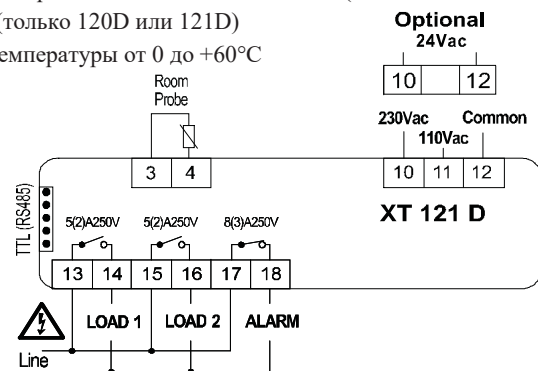 (только 120D или 121D)
емпературы от 0 до +60°C
Optional
24Vac
10 12
Room
Probe
230Vac Common
110Vac
3 4
10 11 12
XT 121 D
TTL (RS485)
5(2)A250V 5(2)A250V 8(3)A250V
13 14 15 16 17 18
LOAD 1 LOAD 2 ALARM
Line